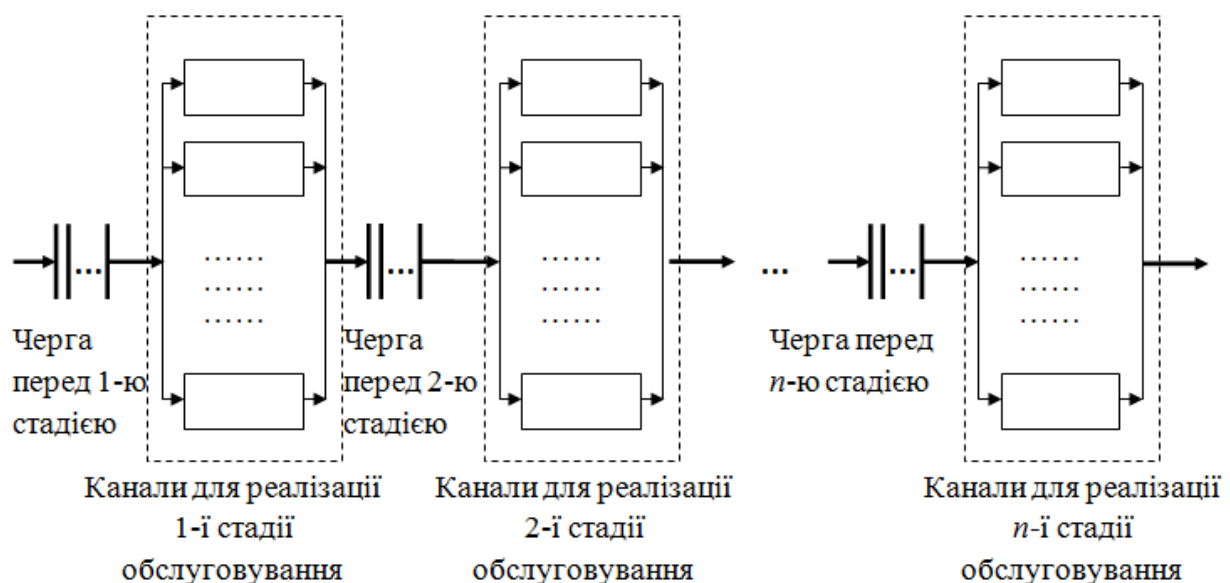 ......
......
......
......
......
......
......
......
......
...
...
...
...
Черга
перед 1-ю
стадією
Черга
перед 2-ю
стадією
Черга перед
n-ю стадією
Канали для реалізації
1-ї стадії
обслуговування
Канали для реалізації
2-ї стадії
обслуговування
Канали для реалізації
n-ї стадії
обслуговування